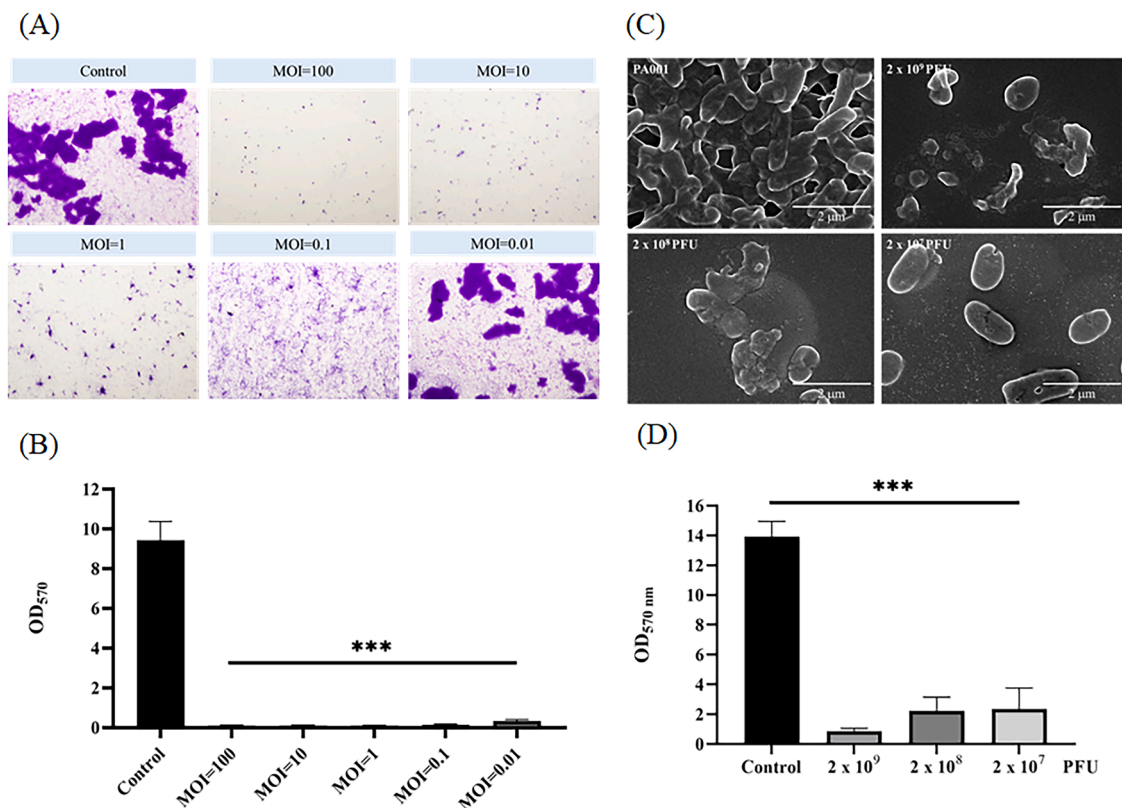 (A)
Control
MOI=100
MOI=10
MOI=1
MOI=0.1
MOI=0.01
(C)
PA001
2 μm
2 x 10⁹ PFU
2 μm
2 x 10⁸ PFU
2 x 10⁷ PFU
2 μm
(B)
12
10
8
6
4
2
0
OD₅₇₀
***
Control
MOI=100
MOI=10
MOI=1
MOI=0.1
MOI=0.01
(D)
16
14
12
10
8
6
4
2
0
OD₅₇₀ ₙₘ
***
Control
2 x 10⁹
2 x 10⁸
2 x 10⁷
PFU